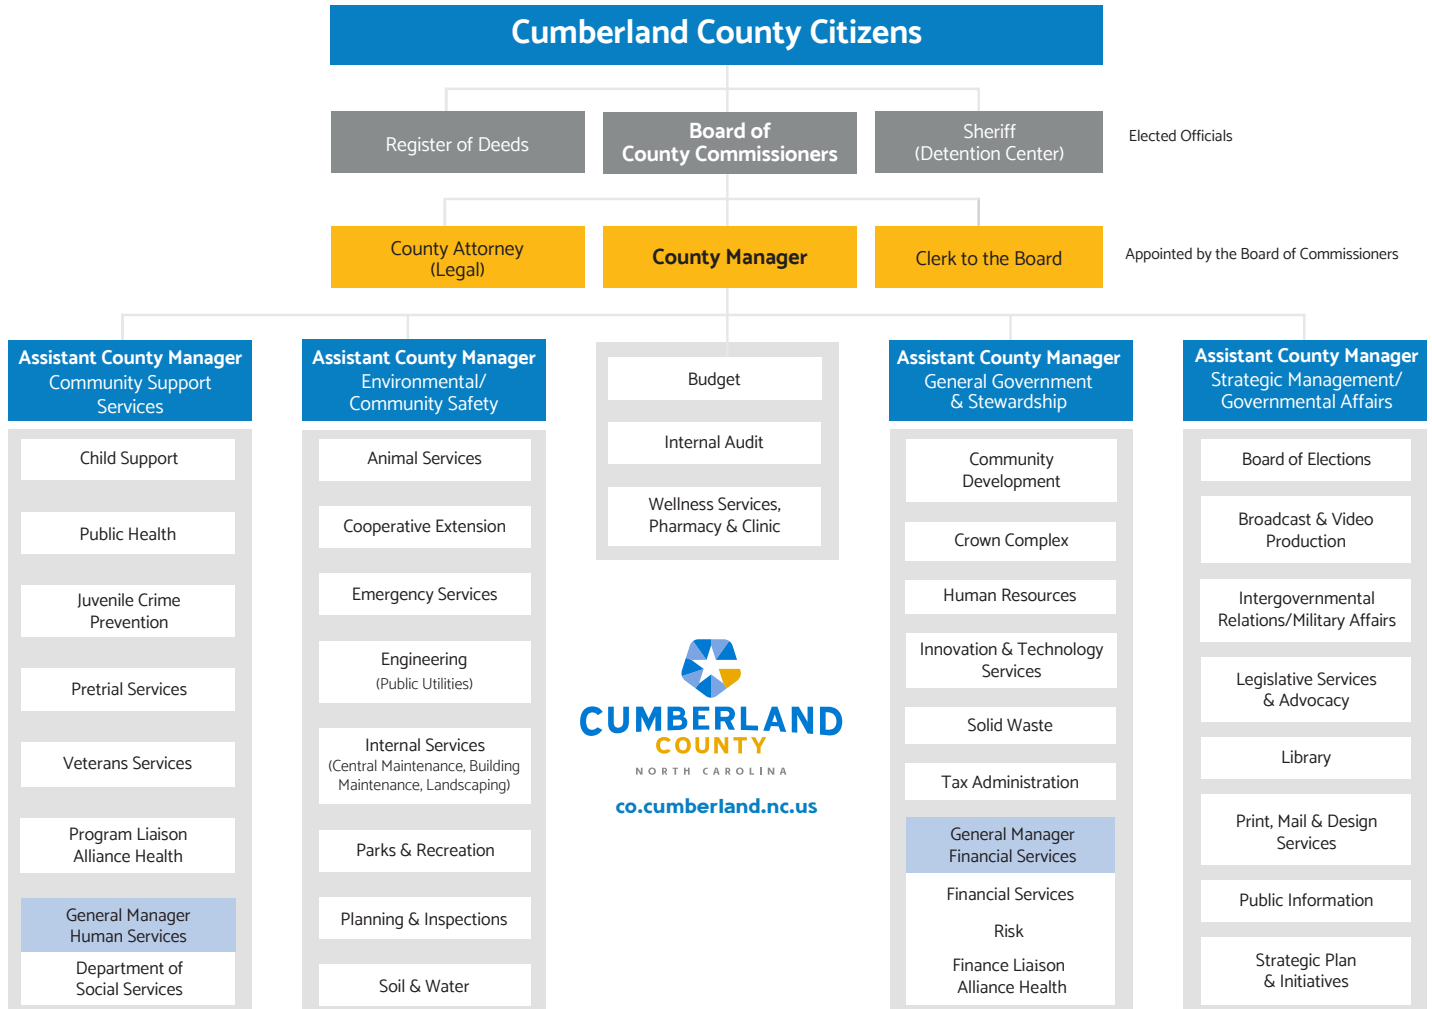 Cumberland County Citizens
Register of Deeds
Board of
County Commissioners
Sheriff
(Detention Center)
Elected Officials
County Attorney
(Legal)
County Manager
Clerk to the Board
Appointed by the Board of Commissioners
Assistant County Manager
Community Support
Services
Child Support
Public Health
Juvenile Crime
Prevention
Pretrial Services
Veterans Services
Program Liaison
Alliance Health
General Manager
Human Services
Department of
Social Services
Assistant County Manager
Environmental/
Community Safety
Animal Services
Cooperative Extension
Emergency Services
Engineering
(Public Utilities)
Internal Services
(Central Maintenance, Building
Maintenance, Landscaping)
Parks & Recreation
Planning & Inspections
Soil & Water
Budget
Internal Audit
Wellness Services,
Pharmacy & Clinic
CUMBERLAND
COUNTY
NORTH CAROLINA
co.cumberland.nc.us
Assistant County Manager
General Government
& Stewardship
Community
Development
Crown Complex
Human Resources
Innovation & Technology
Services
Solid Waste
Tax Administration
General Manager
Financial Services
Financial Services
Risk
Finance Liaison
Alliance Health
Assistant County Manager
Strategic Management/
Governmental Affairs
Board of Elections
Broadcast & Video
Production
Intergovernmental
Relations/Military Affairs
Legislative Services
& Advocacy
Library
Print, Mail & Design
Services
Public Information
Strategic Plan
& Initiatives